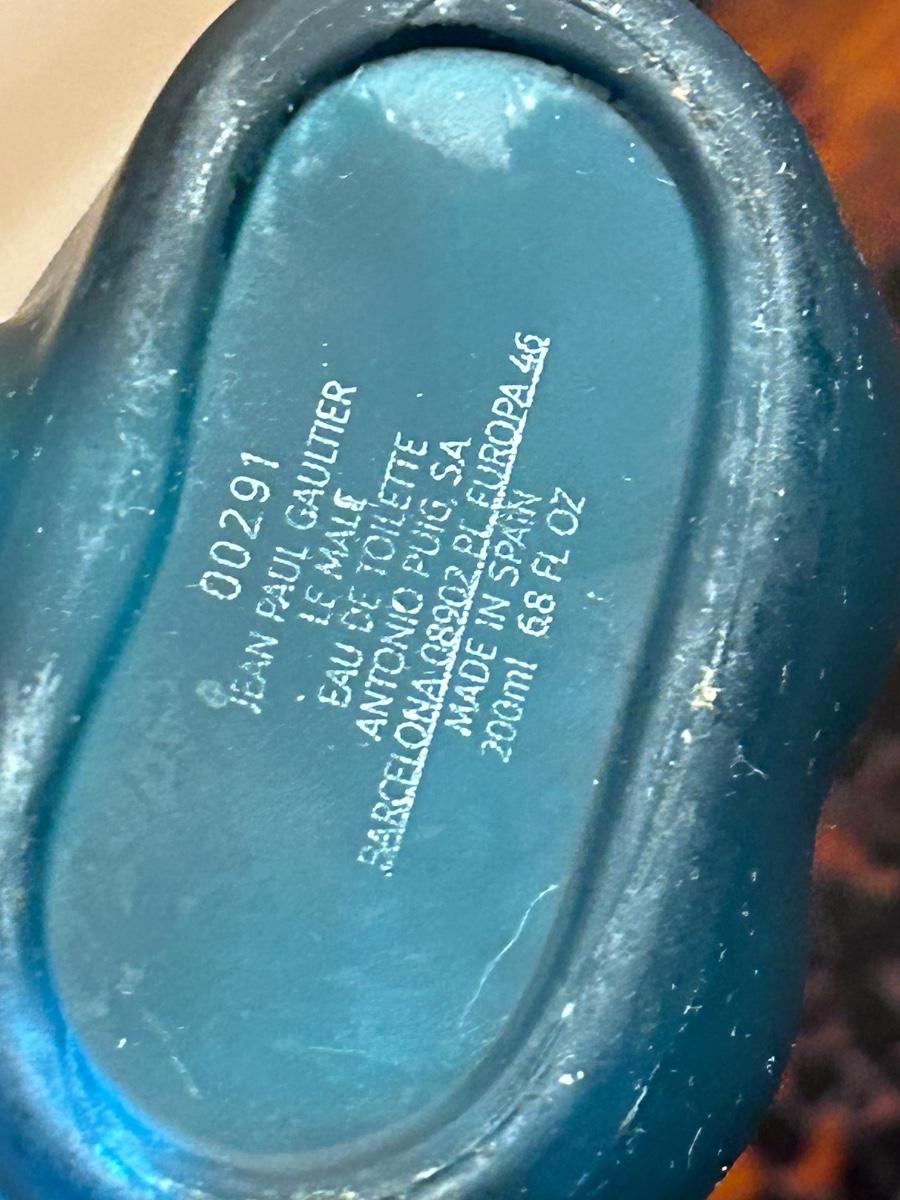 00291
JEAN PAUL GAULTIER
LE MALE
EAU DE TOILETTE
ANTONIO PUIG, SA
BARCELONA 08902 PL EUROPA 46
MADE IN SPAIN
200ml 6.8 FL OZ